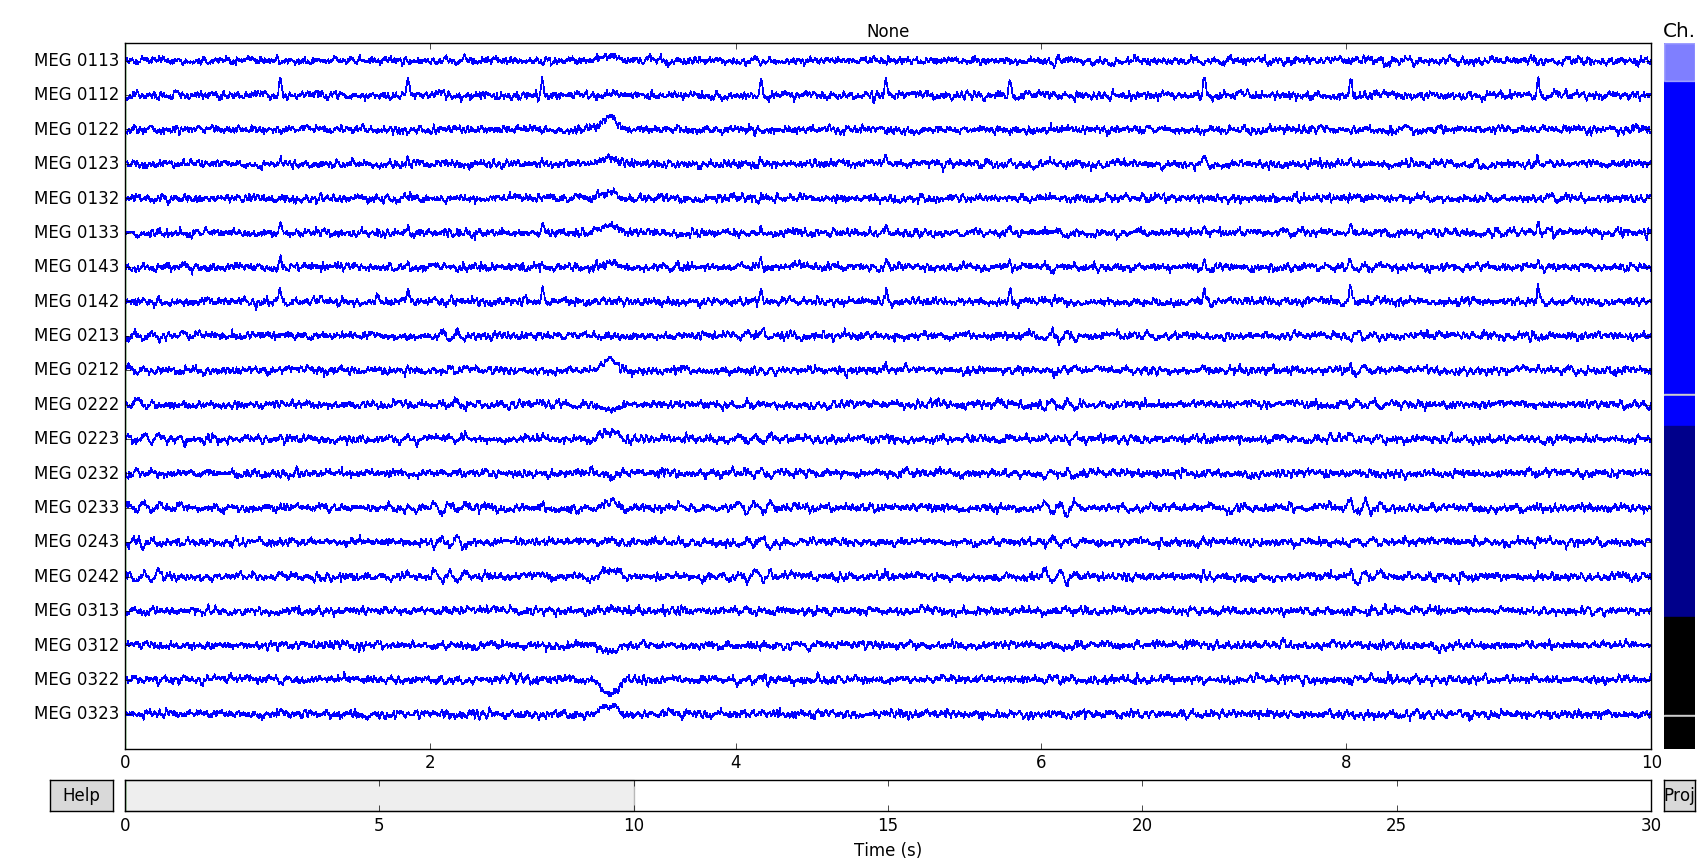 None
Ch.
MEG 0113
MEG 0112
MEG 0122
MEG 0123
MEG 0132
MEG 0133
MEG 0143
MEG 0142
MEG 0213
MEG 0212
MEG 0222
MEG 0223
MEG 0232
MEG 0233
MEG 0243
MEG 0242
MEG 0313
MEG 0312
MEG 0322
MEG 0323
0 2 4 6 8 10
Help
Proj
0 5 10 15 20 25 30
Time (s)